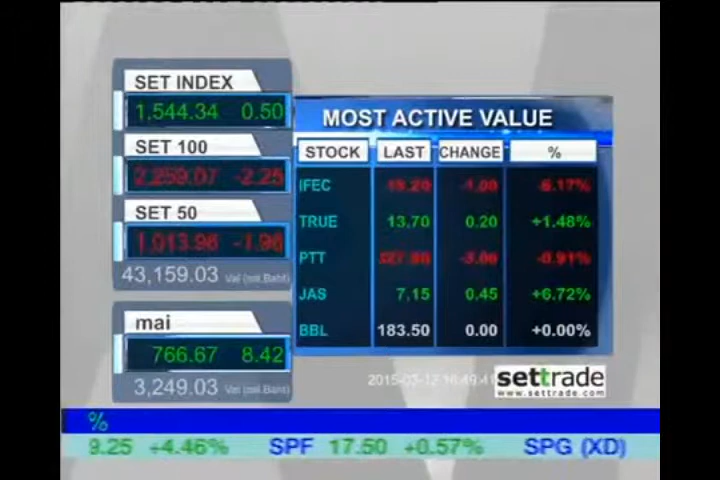 SET INDEX
1,544.34 0.50
SET 100
2,259.07 -2.25
SET 50
1,013.96 -1.96
43,159.03 Val (mil.Baht)
mai
766.67 8.42
3,249.03 Val (mil.Baht)
MOST ACTIVE VALUE
STOCK LAST CHANGE %
IFEC 15.20 -1.00 -6.17%
TRUE 13.70 0.20 +1.48%
PTT 327.00 -3.00 -0.91%
JAS 7.15 0.45 +6.72%
BBL 183.50 0.00 +0.00%
2015-03-12 16:49:41
settrade
www.settrade.com
%
9.25 +4.46% SPF 17.50 +0.57% SPG (XD)